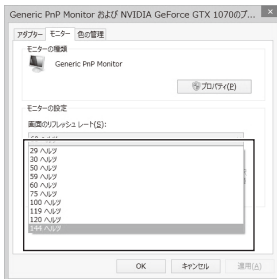 Generic PnP Monitor および NVIDIA GeForce GTX 1070のプ...
アダプター モニター 色の管理
モニターの種類
Generic PnP Monitor
プロパティ(P)
モニターの設定
画面のリフレッシュ レート(S):
29 ヘルツ
30 ヘルツ
50 ヘルツ
59 ヘルツ
60 ヘルツ
75 ヘルツ
100 ヘルツ
119 ヘルツ
120 ヘルツ
144 ヘルツ
OK キャンセル 適用(A)